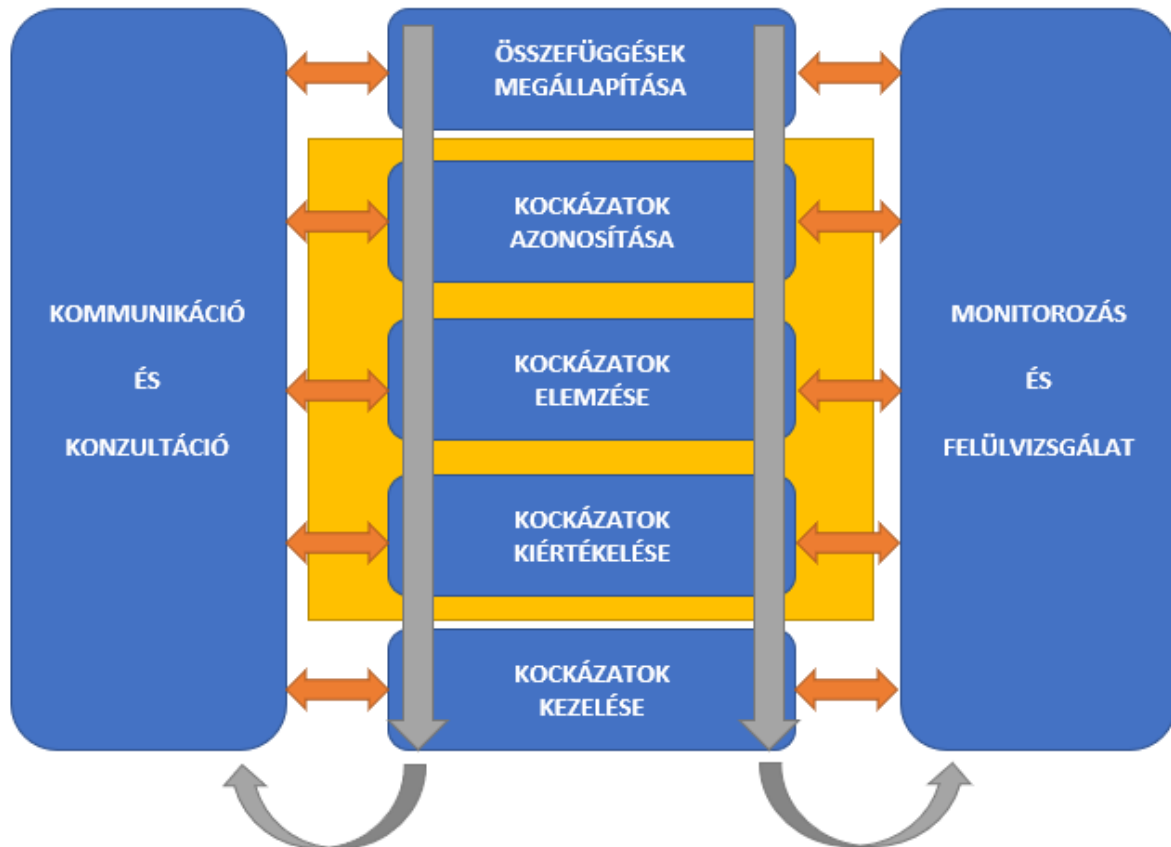 KOMMUNIKÁCIÓ
ÉS
KONZULTÁCIÓ
ÖSSZEFÜGGÉSEK
MEGÁLLAPÍTÁSA
KOCKÁZATOK
AZONOSÍTÁSA
KOCKÁZATOK
ELEMZÉSE
KOCKÁZATOK
KIÉRTÉKELÉSE
KOCKÁZATOK
KEZELÉSE
MONITOROZÁS
ÉS
FELÜLVIZSGÁLAT